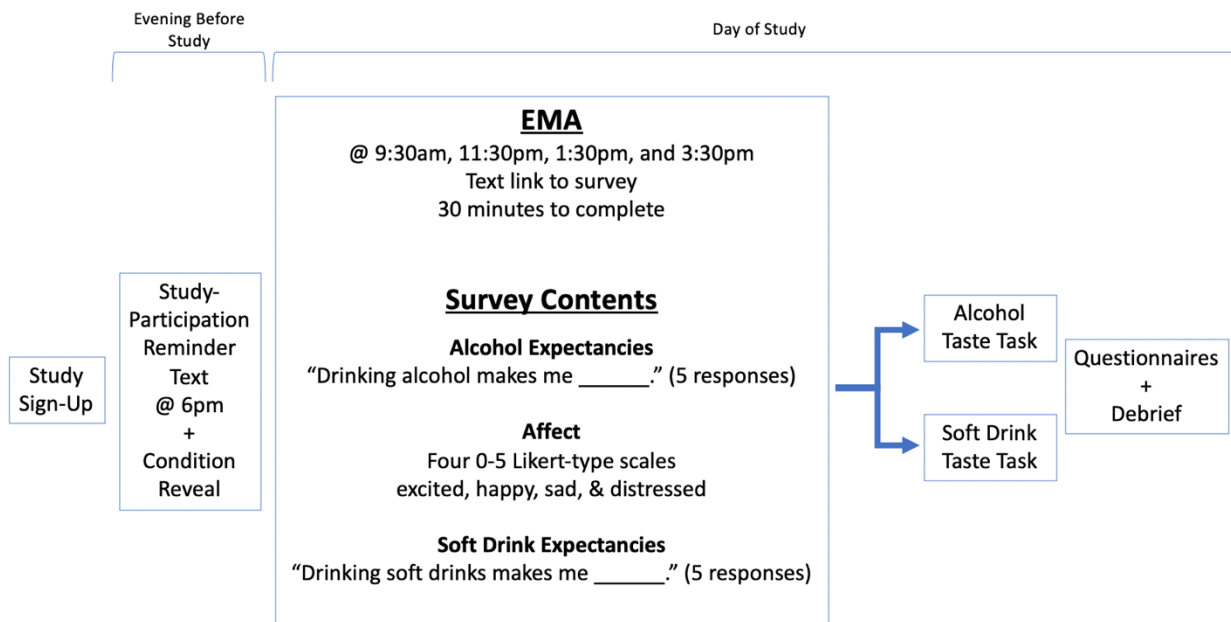 Evening Before
Study
Day of Study
Study
Sign-Up
Study-
Participation
Reminder
Text
@ 6pm
+
Condition
Reveal
EMA
@ 9:30am, 11:30pm, 1:30pm, and 3:30pm
Text link to survey
30 minutes to complete
Survey Contents
Alcohol Expectancies
“Drinking alcohol makes me ______.” (5 responses)
Affect
Four 0-5 Likert-type scales
excited, happy, sad, & distressed
Soft Drink Expectancies
“Drinking soft drinks makes me ______.” (5 responses)
Alcohol
Taste Task
Soft Drink
Taste Task
Questionnaires
+
Debrief